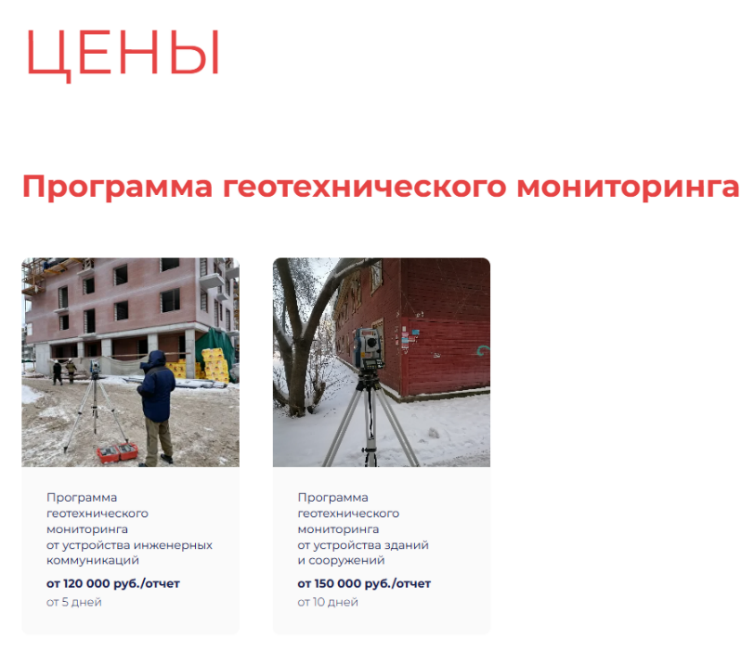 ЦЕНЫ
Программа геотехнического мониторинга
Программа
геотехнического
мониторинга
от устройства инженерных
коммуникаций
от 120 000 руб./отчет
от 5 дней
Программа
геотехнического
мониторинга
от устройства зданий
и сооружений
от 150 000 руб./отчет
от 10 дней